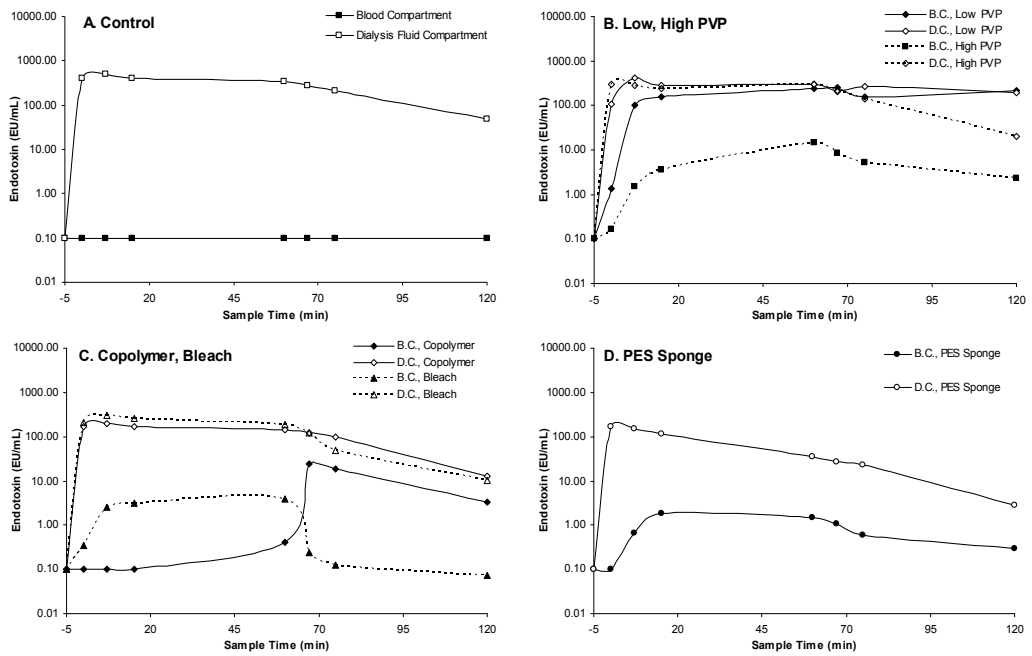 A. Control
Blood Compartment
Dialysis Fluid Compartment
10000.00
1000.00
100.00
10.00
1.00
0.10
0.01
Endotoxin (EU/mL)
-5 20 45 70 95 120
Sample Time (min)
B. Low, High PVP
B.C., Low PVP
D.C., Low PVP
B.C., High PVP
D.C., High PVP
10000.00
1000.00
100.00
10.00
1.00
0.10
0.01
Endotoxin (EU/mL)
-5 20 45 70 95 120
Sample Time (min)
C. Copolymer, Bleach
B.C., Copolymer
D.C., Copolymer
B.C., Bleach
D.C., Bleach
10000.00
1000.00
100.00
10.00
1.00
0.10
0.01
Endotoxin (EU/mL)
-5 20 45 70 95 120
Sample Time (min)
D. PES Sponge
B.C., PES Sponge
D.C., PES Sponge
10000.00
1000.00
100.00
10.00
1.00
0.10
0.01
Endotoxin (EU/mL)
-5 20 45 70 95 120
Sample Time (min)